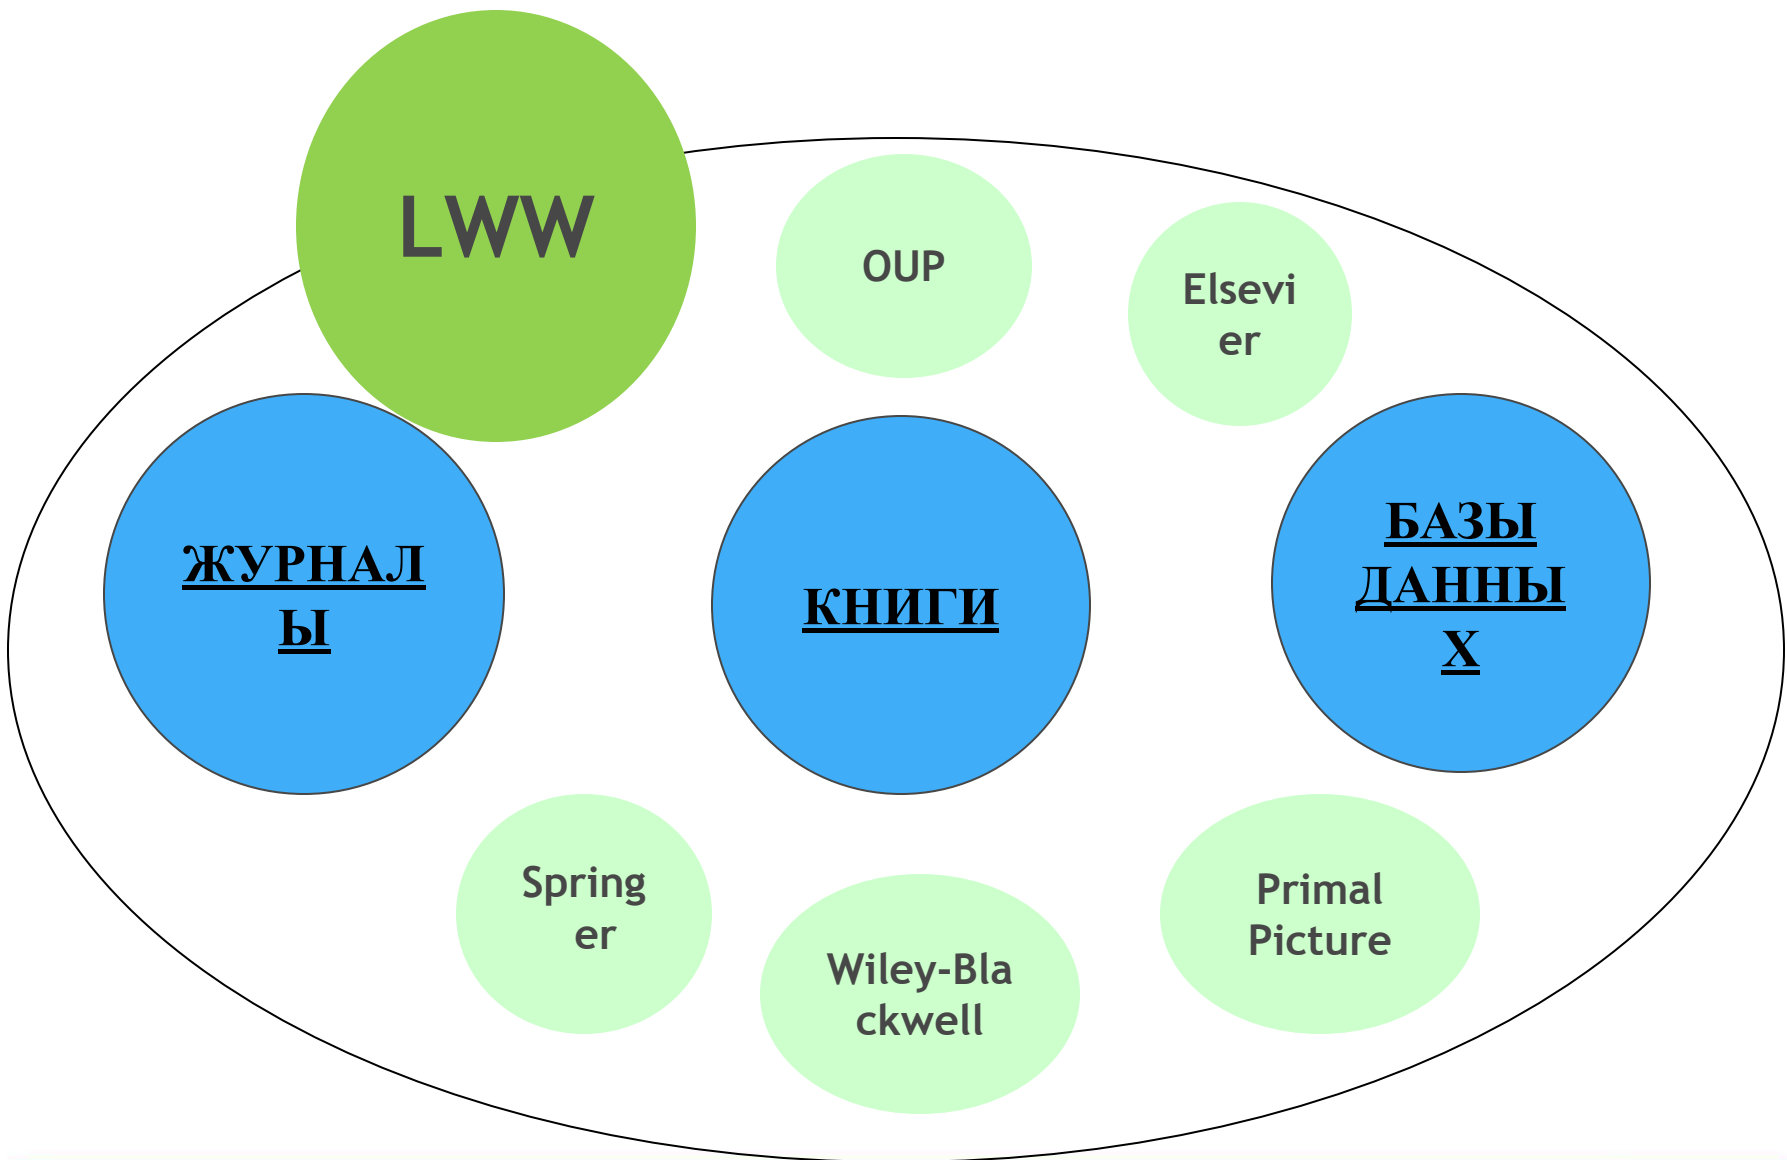 LWW
OUP
Elsevi
er
ЖУРНАЛ
Ы
КНИГИ
БАЗЫ
ДАННЫ
Х
Spring
er
Wiley-Bla
ckwell
Primal
Picture